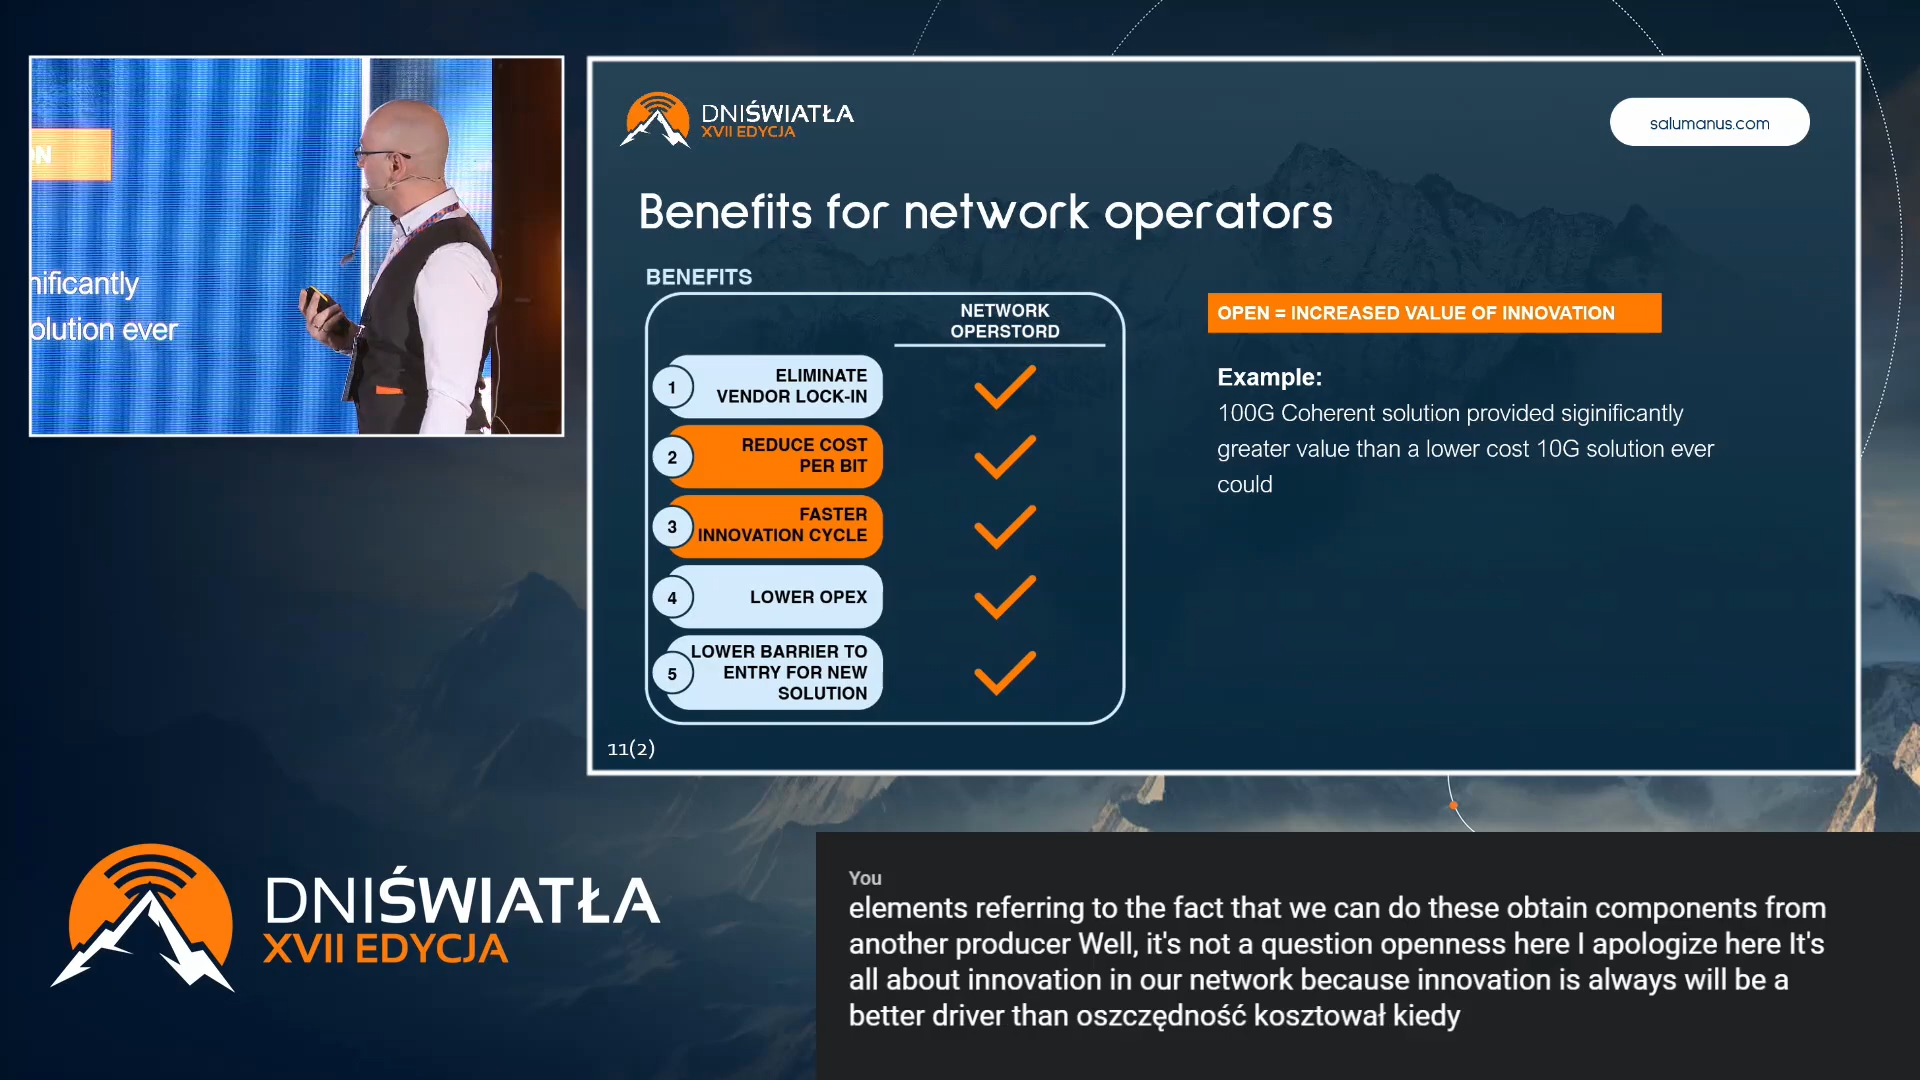 N
nificantly
olution ever
DNIŚWIATŁA
XVII EDYCJA
salumanus.com
Benefits for network operators
BENEFITS
NETWORK
OPERSTORD
1
ELIMINATE
VENDOR LOCK-IN
2
REDUCE COST
PER BIT
3
FASTER
INNOVATION CYCLE
4
LOWER OPEX
5
LOWER BARRIER TO
ENTRY FOR NEW
SOLUTION
OPEN = INCREASED VALUE OF INNOVATION
Example:
100G Coherent solution provided siginificantly
greater value than a lower cost 10G solution ever
could
11(2)
DNIŚWIATŁA
XVII EDYCJA
You
elements referring to the fact that we can do these obtain components from
another producer Well, it's not a question openness here I apologize here It's
all about innovation in our network because innovation is always will be a
better driver than oszczędność kosztował kiedy